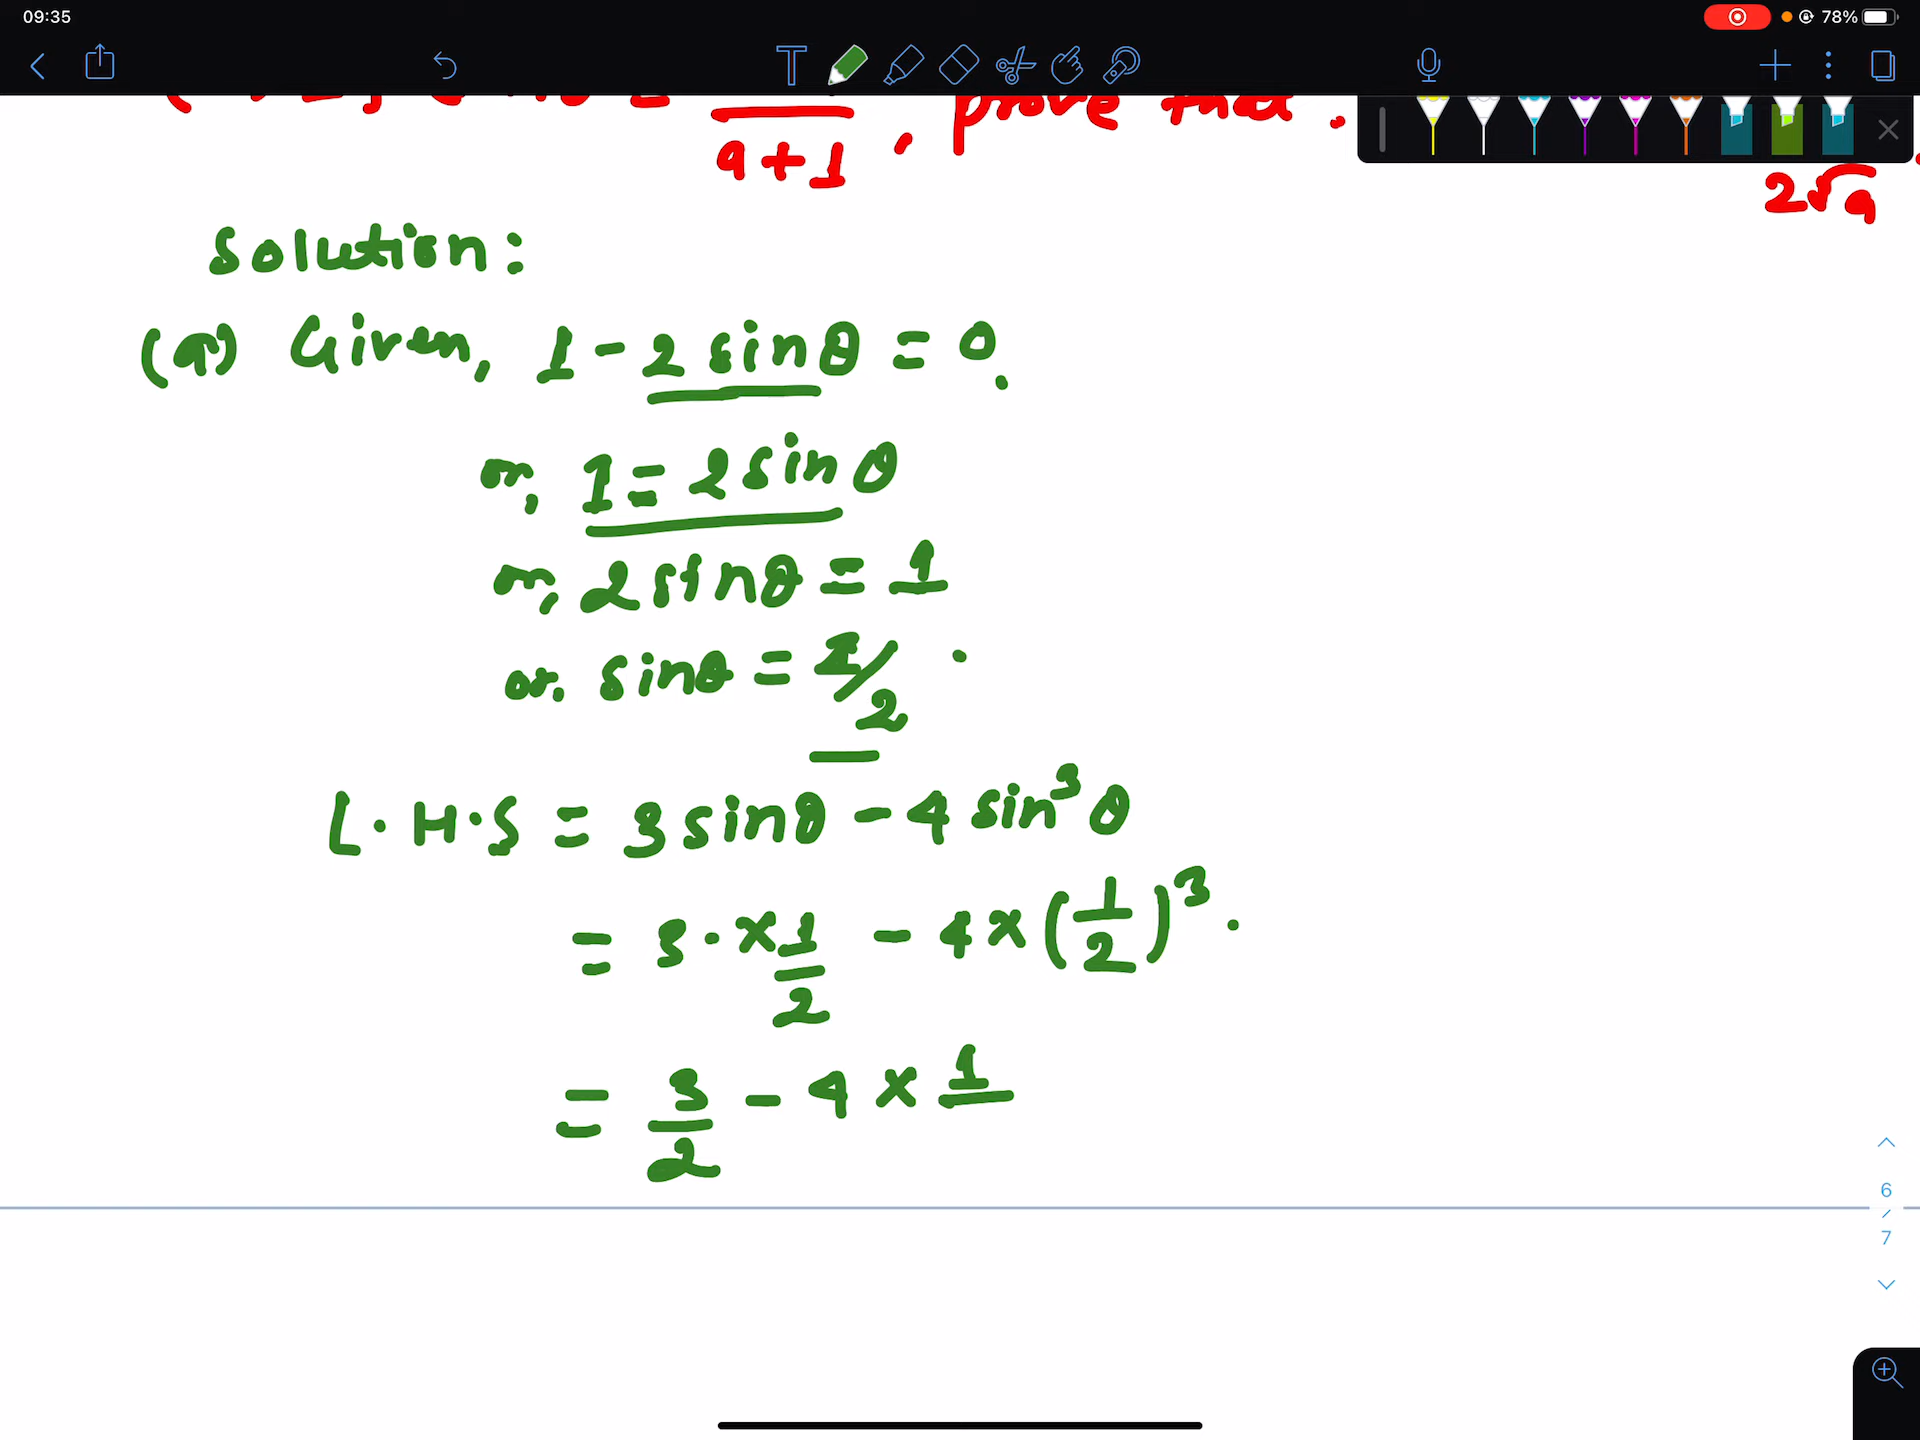 09:35
78%
a+1 , prove that .
2√a
Solution:
(a) Given, 1 - 2 sinθ = 0.
or, 1 = 2 sinθ
or, 2 sinθ = 1
or, sinθ = 1/2 .
L.H.S = 3 sinθ - 4 sin³ θ
= 3 · × 1/2 - 4 × (1/2)³ .
= 3/2 - 4 × 1
6
/
7